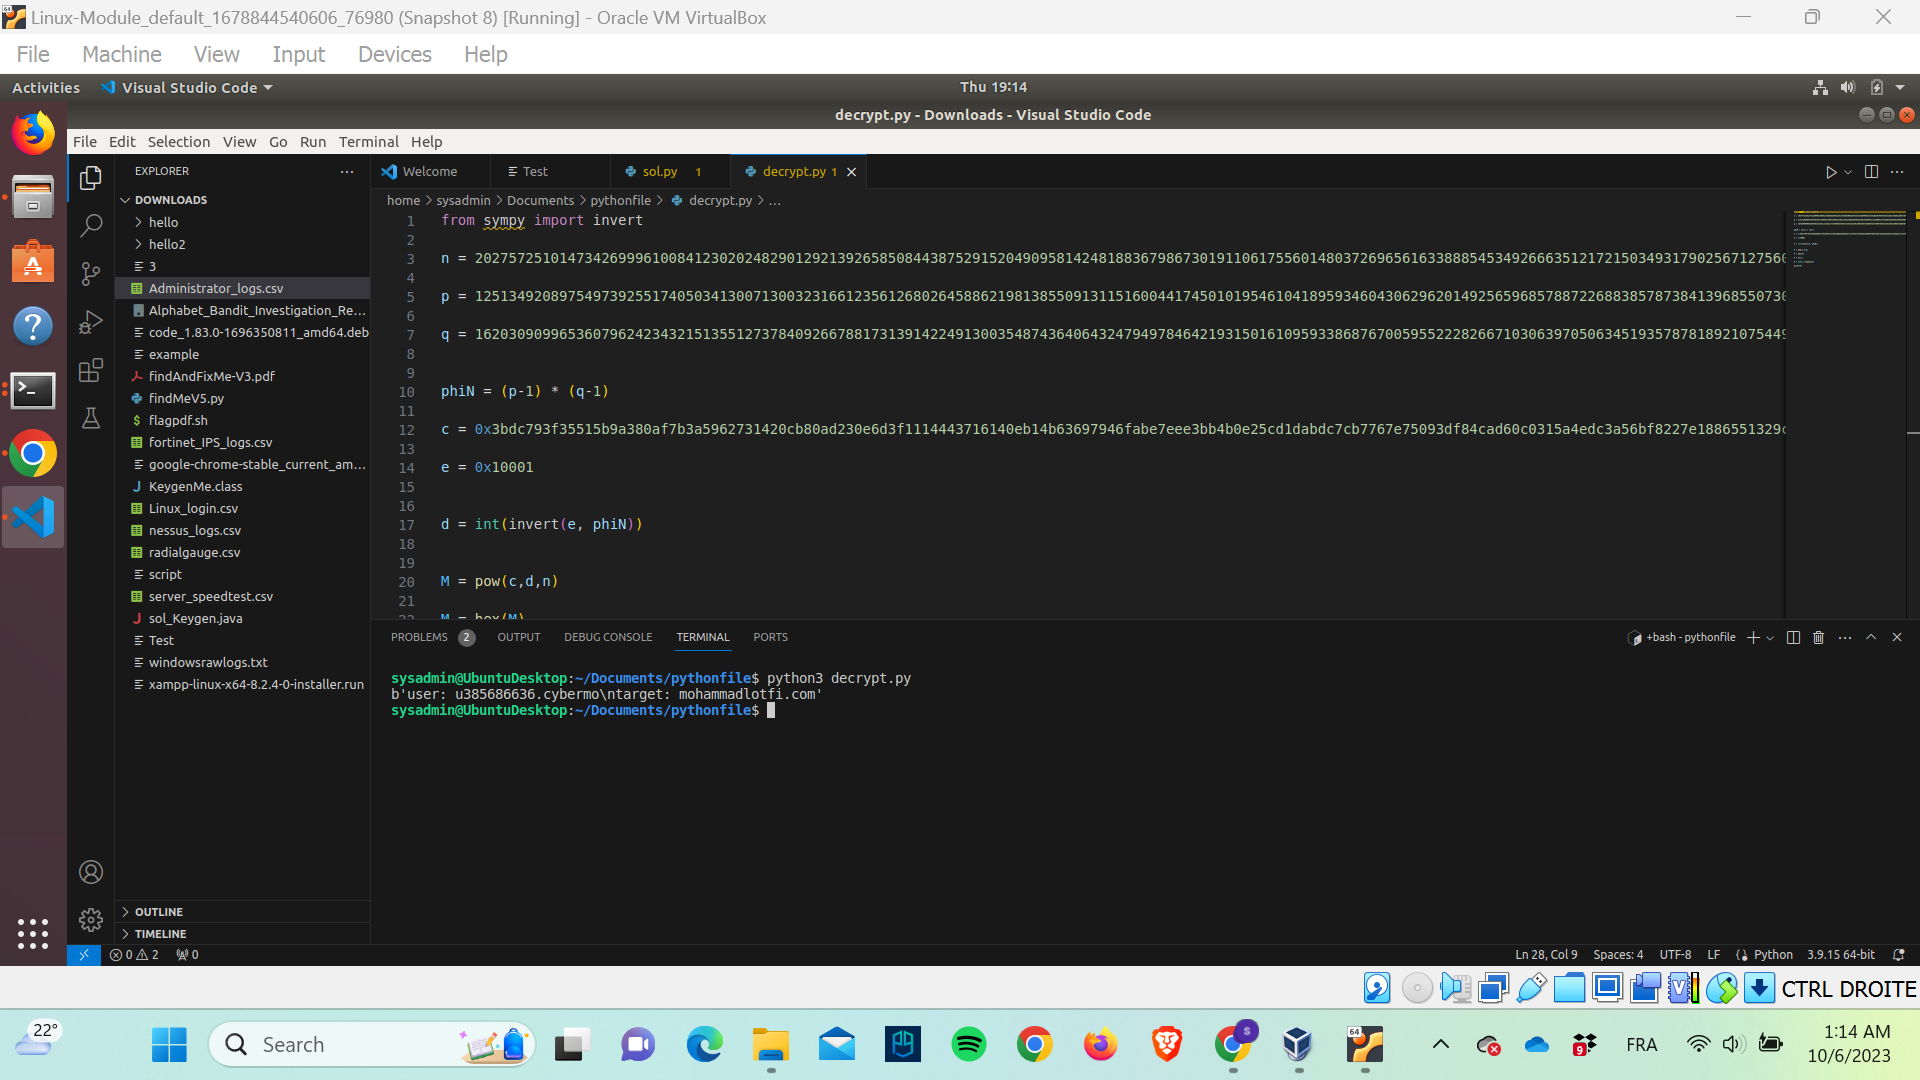 Linux-Module_default_1678844540606_76980 (Snapshot 8) [Running] - Oracle VM VirtualBox
File Machine View Input Devices Help
Activities Visual Studio Code Thu 19:14
decrypt.py - Downloads - Visual Studio Code
File Edit Selection View Go Run Terminal Help
EXPLORER
DOWNLOADS
hello
hello2
3
Administrator_logs.csv
Alphabet_Bandit_Investigation_Re...
code_1.83.0-1696350811_amd64.deb
example
findAndFixMe-V3.pdf
findMeV5.py
flagpdf.sh
fortinet_IPS_logs.csv
google-chrome-stable_current_am...
KeygenMe.class
Linux_login.csv
nessus_logs.csv
radialgauge.csv
script
server_speedtest.csv
sol_Keygen.java
Test
windowsrawlogs.txt
xampp-linux-x64-8.2.4-0-installer.run
OUTLINE
TIMELINE
Welcome Test sol.py 1 decrypt.py 1
home > sysadmin > Documents > pythonfile > decrypt.py > ...
1 from sympy import invert
2
3 n =
4
5 p =
6
7 q =
8
9
10 phiN = (p-1) * (q-1)
11
12 c =
13
14 e = 0x10001
15
16
17 d = int(invert(e, phiN))
18
19
20 M = pow(c,d,n)
21
22 M = hex(M)
PROBLEMS 2 OUTPUT DEBUG CONSOLE TERMINAL PORTS
+bash - pythonfile
sysadmin@UbuntuDesktop:~/Documents/pythonfile$ python3 decrypt.py
b'user: u385686636.cybermo\ntarget: mohammadlotfi.com'
sysadmin@UbuntuDesktop:~/Documents/pythonfile$
0 2 0
Ln 28, Col 9 Spaces: 4 UTF-8 LF Python 3.9.15 64-bit
CTRL DROITE
22°
Search
64
S
9
FRA
1:14 AM
10/6/2023